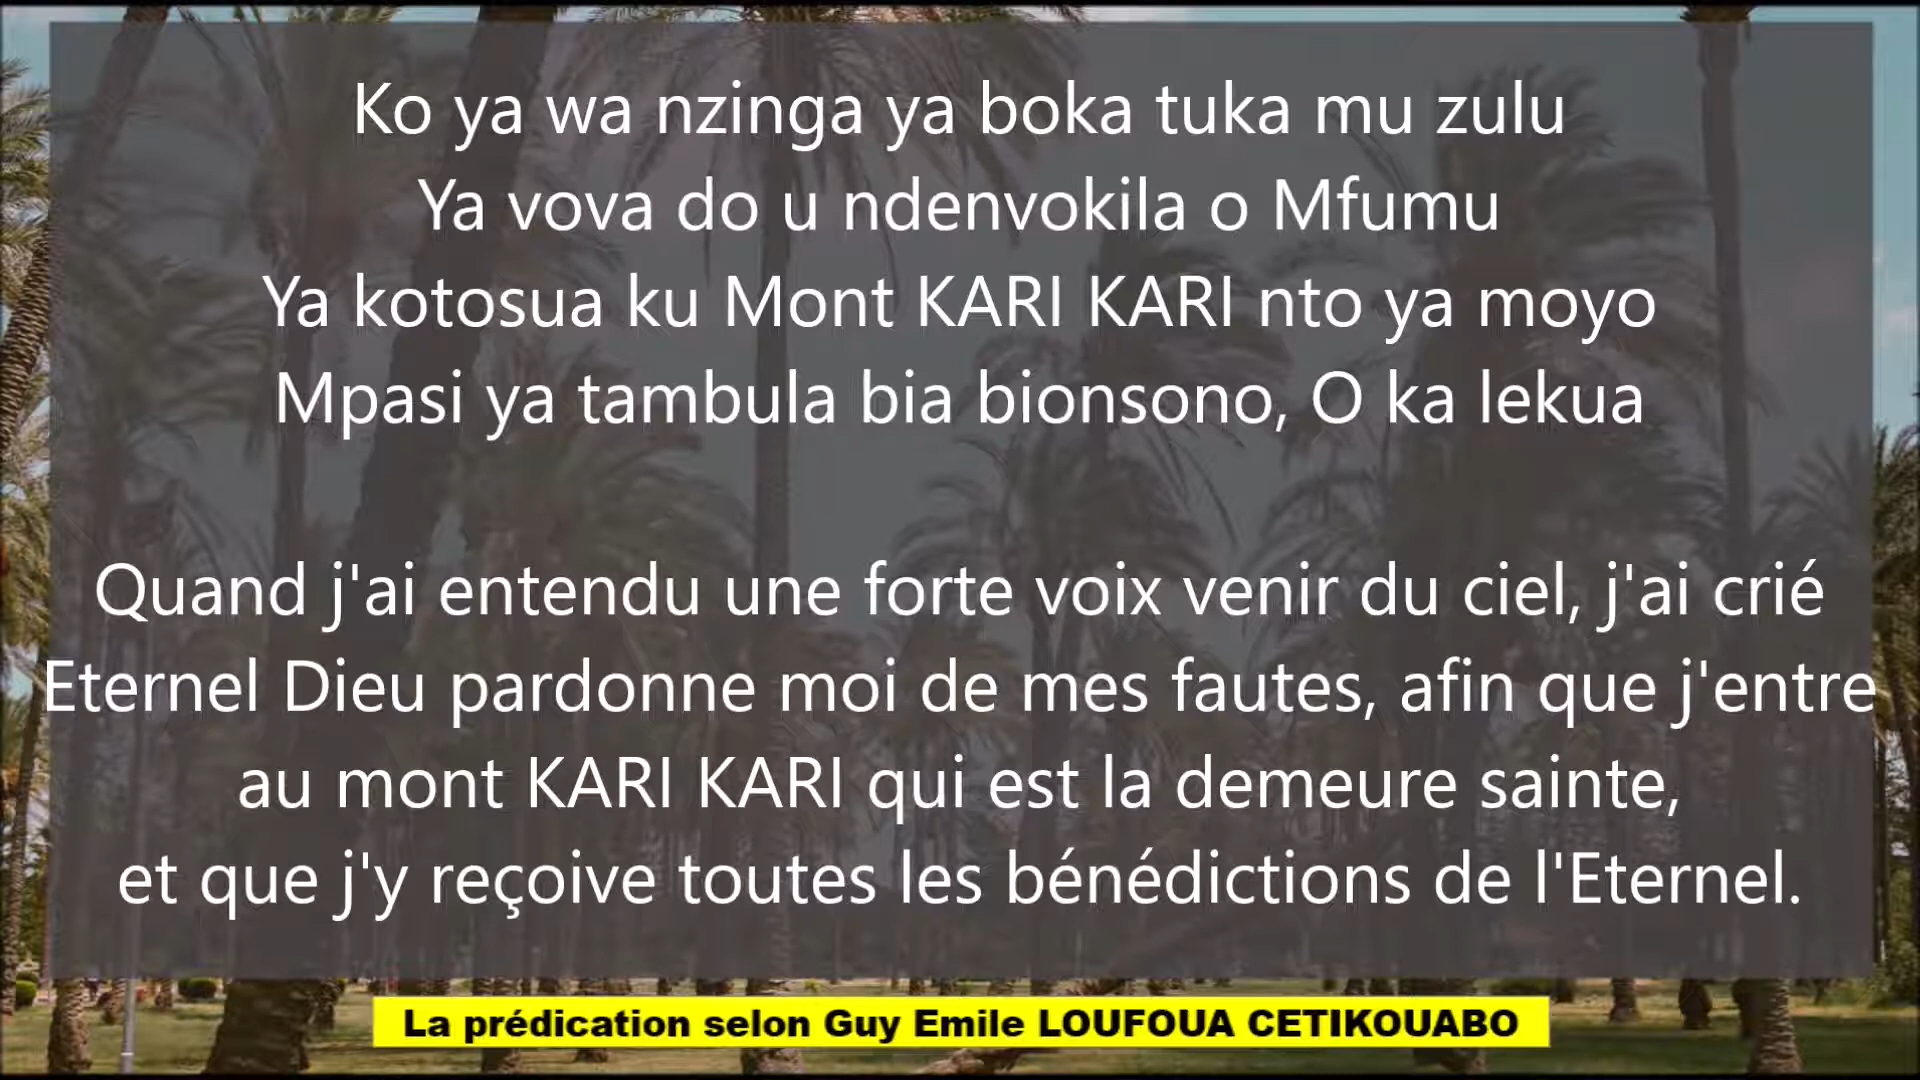 Ko ya wa nzinga ya boka tuka mu zulu
Ya vova do u ndenvokila o Mfumu
Ya kotosua ku Mont KARI KARI nto ya moyo
Mpasi ya tambula bia bionsono, O ka lekua
Quand j'ai entendu une forte voix venir du ciel, j'ai crié
Eternel Dieu pardonne moi de mes fautes, afin que j'entre
au mont KARI KARI qui est la demeure sainte,
et que j'y reçoive toutes les bénédictions de l'Eternel.
La prédication selon Guy Emile LOUFOUA CETIKOUABO